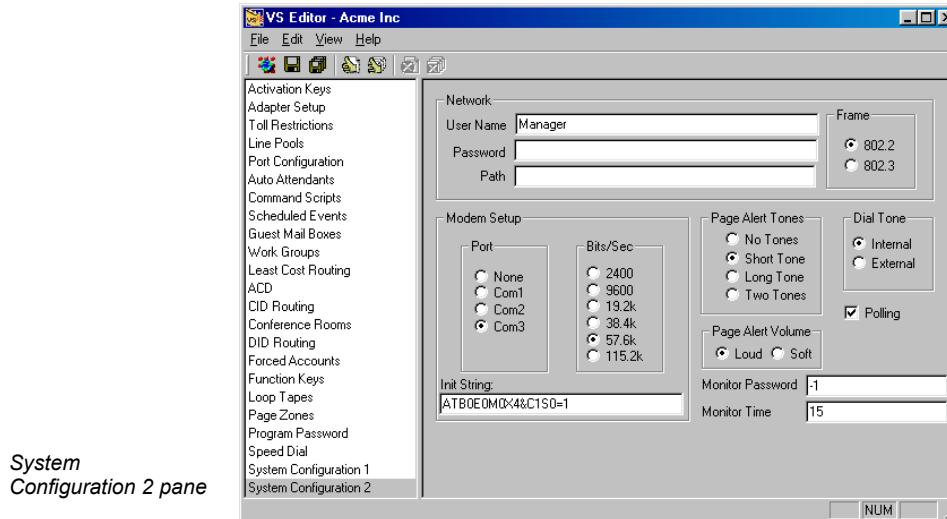 VS Editor - Acme Inc
File Edit View Help
Activation Keys
Adapter Setup
Toll Restrictions
Line Pools
Port Configuration
Auto Attendants
Command Scripts
Scheduled Events
Guest Mail Boxes
Work Groups
Least Cost Routing
ACD
CID Routing
Conference Rooms
DID Routing
Forced Accounts
Function Keys
Loop Tapes
Page Zones
Program Password
Speed Dial
System Configuration 1
System Configuration 2
Network
User Name Manager
Password
Path
Frame
802.2
802.3
Modem Setup
Port
None
Com1
Com2
Com3
Bits/Sec
2400
9600
19.2k
38.4k
57.6k
115.2k
Init String:
ATB0E0M0X4&C1S0=1
Page Alert Tones
No Tones
Short Tone
Long Tone
Two Tones
Dial Tone
Internal
External
Polling
Page Alert Volume
Loud Soft
Monitor Password -1
Monitor Time 15
NUM
System
Configuration 2 pane